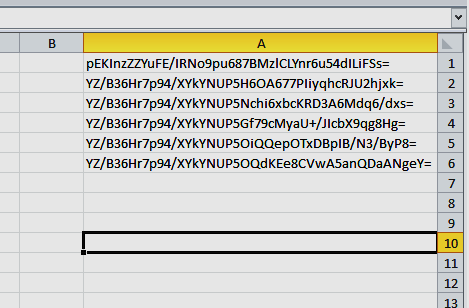 B A
pEKInzZZYuFE/IRNo9pu687BMzlCLYnr6u54dILiFSs= 1
YZ/B36Hr7p94/XYkYNUP5H6OA677PIiyqhcRJU2hjxk= 2
YZ/B36Hr7p94/XYkYNUP5Nchi6xbcKRD3A6Mdq6/dxs= 3
YZ/B36Hr7p94/XYkYNUP5Gf79cMyaU+/JIcbX9qg8Hg= 4
YZ/B36Hr7p94/XYkYNUP5OiQQepOTxDBpIB/N3/ByP8= 5
YZ/B36Hr7p94/XYkYNUP5OQdKEe8CVwA5anQDaANgeY= 6
7
8
9
10
11
12
13